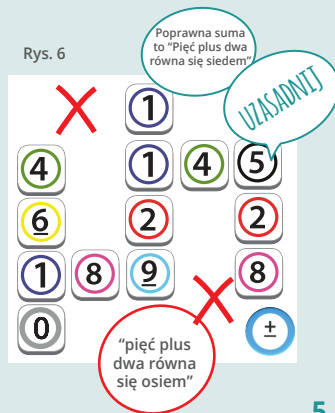 Rys. 6
Poprawna suma
to "Pięć plus dwa
równa się siedem"
UZASADNIJ
1
4 1 4 5
6 2 2
1 8 9 8
0 ±
"pięć plus
dwa równa
się osiem"
5